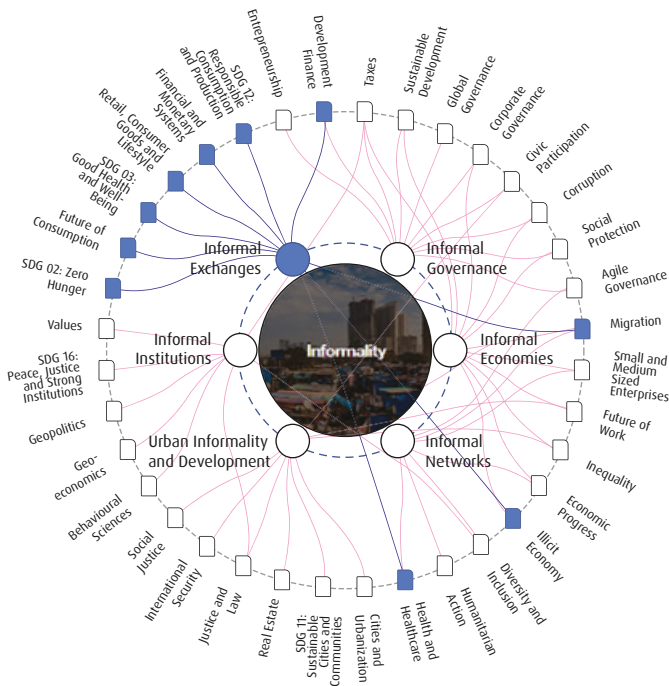 Entrepreneurship
Development
Finance
Taxes
Sustainable
Development
Global
Governance
Corporate
Governance
Civic
Participation
Corruption
Social
Protection
Agile
Governance
Migration
Small and
Medium
Sized Enterprises
Future of
Work
Inequality
Economic
Progress
Illicit
Economy
Diversity and
Inclusion
Humanitarian
Action
Health and
Healthcare
Cities and
Urbanization
SDG 11:
Sustainable
Cities and
Communities
Real Estate
Justice and
Law
International
Security
Social
Justice
Behavioural
Sciences
Geo-
economics
Geopolitics
SDG 16:
Peace, Justice
and Strong
Institutions
Values
SDG 02: Zero
Hunger
Future of
Consumption
SDG 03:
Good Health
and Well-
Being
Retail, Consumer
Goods and
Lifestyle
Financial and
Monetary
Systems
SDG 12:
Responsible
Consumption
and Production
Informal
Exchanges
Informal
Governance
Informal
Institutions
Informality
Informal
Economies
Urban Informality
and Development
Informal
Networks